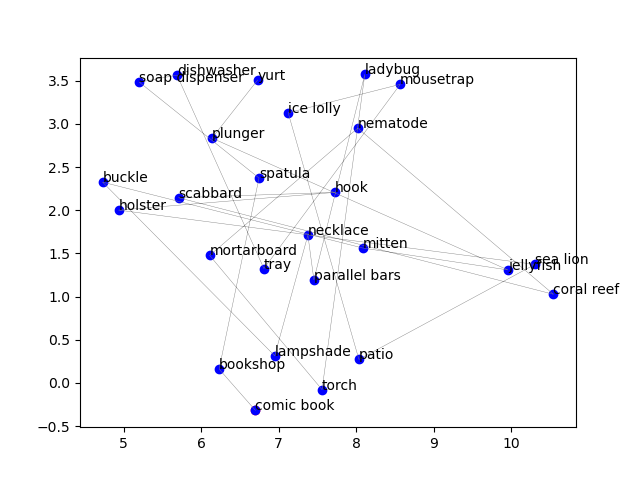 ladybug
dishwasher
soap dispenser
yurt
mousetrap
3.5
ice lolly
3.0
nematode
plunger
2.5
spatula
buckle
hook
scabbard
holster
2.0
necklace
mitten
1.5
mortarboard
sea lion
tray
jellyfish
parallel bars
coral reef
1.0
0.5
lampshade
patio
bookshop
0.0
torch
comic book
−0.5
5 6 7 8 9 10